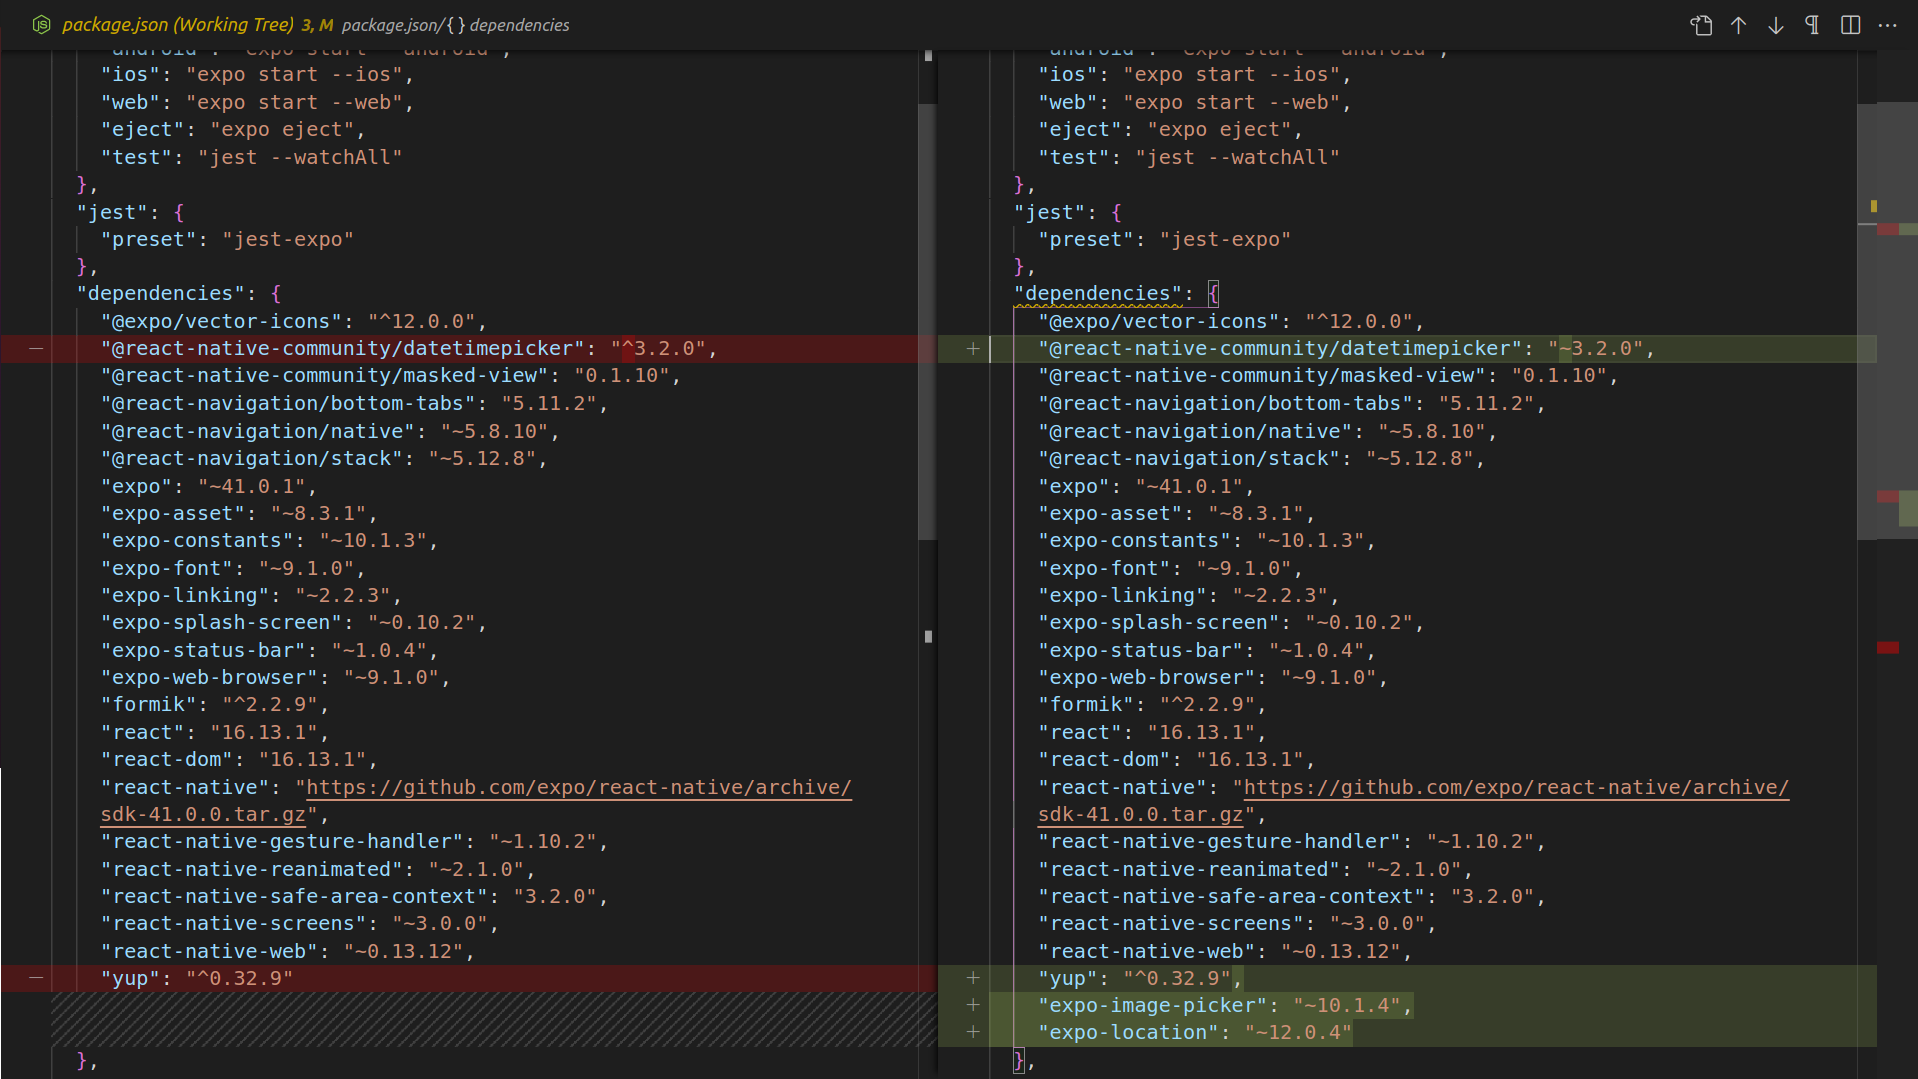 package.json (Working Tree) 3, M package.json/{ } dependencies
"android": "expo start --android",
"ios": "expo start --ios",
"web": "expo start --web",
"eject": "expo eject",
"test": "jest --watchAll"
},
"jest": {
"preset": "jest-expo"
},
"dependencies": {
"@expo/vector-icons": "^12.0.0",
"@react-native-community/datetimepicker": "^3.2.0",
"@react-native-community/masked-view": "0.1.10",
"@react-navigation/bottom-tabs": "5.11.2",
"@react-navigation/native": "~5.8.10",
"@react-navigation/stack": "~5.12.8",
"expo": "~41.0.1",
"expo-asset": "~8.3.1",
"expo-constants": "~10.1.3",
"expo-font": "~9.1.0",
"expo-linking": "~2.2.3",
"expo-splash-screen": "~0.10.2",
"expo-status-bar": "~1.0.4",
"expo-web-browser": "~9.1.0",
"formik": "^2.2.9",
"react": "16.13.1",
"react-dom": "16.13.1",
"react-native": "https://github.com/expo/react-native/archive/
sdk-41.0.0.tar.gz",
"react-native-gesture-handler": "~1.10.2",
"react-native-reanimated": "~2.1.0",
"react-native-safe-area-context": "3.2.0",
"react-native-screens": "~3.0.0",
"react-native-web": "~0.13.12",
"yup": "^0.32.9"
},
"android": "expo start --android",
"ios": "expo start --ios",
"web": "expo start --web",
"eject": "expo eject",
"test": "jest --watchAll"
},
"jest": {
"preset": "jest-expo"
},
"dependencies": {
"@expo/vector-icons": "^12.0.0",
"@react-native-community/datetimepicker": "~3.2.0",
"@react-native-community/masked-view": "0.1.10",
"@react-navigation/bottom-tabs": "5.11.2",
"@react-navigation/native": "~5.8.10",
"@react-navigation/stack": "~5.12.8",
"expo": "~41.0.1",
"expo-asset": "~8.3.1",
"expo-constants": "~10.1.3",
"expo-font": "~9.1.0",
"expo-linking": "~2.2.3",
"expo-splash-screen": "~0.10.2",
"expo-status-bar": "~1.0.4",
"expo-web-browser": "~9.1.0",
"formik": "^2.2.9",
"react": "16.13.1",
"react-dom": "16.13.1",
"react-native": "https://github.com/expo/react-native/archive/
sdk-41.0.0.tar.gz",
"react-native-gesture-handler": "~1.10.2",
"react-native-reanimated": "~2.1.0",
"react-native-safe-area-context": "3.2.0",
"react-native-screens": "~3.0.0",
"react-native-web": "~0.13.12",
"yup": "^0.32.9",
"expo-image-picker": "~10.1.4",
"expo-location": "~12.0.4"
},